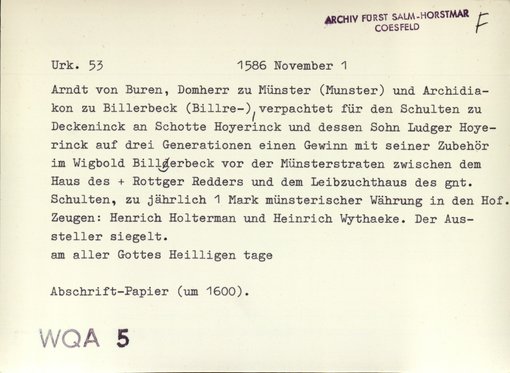 ARCHIV FÜRST SALM-HORSTMAR
COESFELD
F
Urk. 53 1586 November 1
Arndt von Buren, Domherr zu Münster (Munster) und Archidia-
kon zu Billerbeck (Billre-), verpachtet für den Schulten zu
Deckeninck an Schotte Hoyerinck und dessen Sohn Ludger Hoye-
rinck auf drei Generationen einen Gewinn mit seiner Zubehör
im Wigbold Billerbeck vor der Münsterstraten zwischen dem
Haus des + Rottger Redders und dem Leibzuchthaus des gnt.
Schulten, zu jährlich 1 Mark münsterischer Währung in den Hof.
Zeugen: Henrich Holterman und Heinrich Wythaeke. Der Aus-
steller siegelt.
am aller Gottes Heilligen tage
Abschrift-Papier (um 1600).
WQA 5